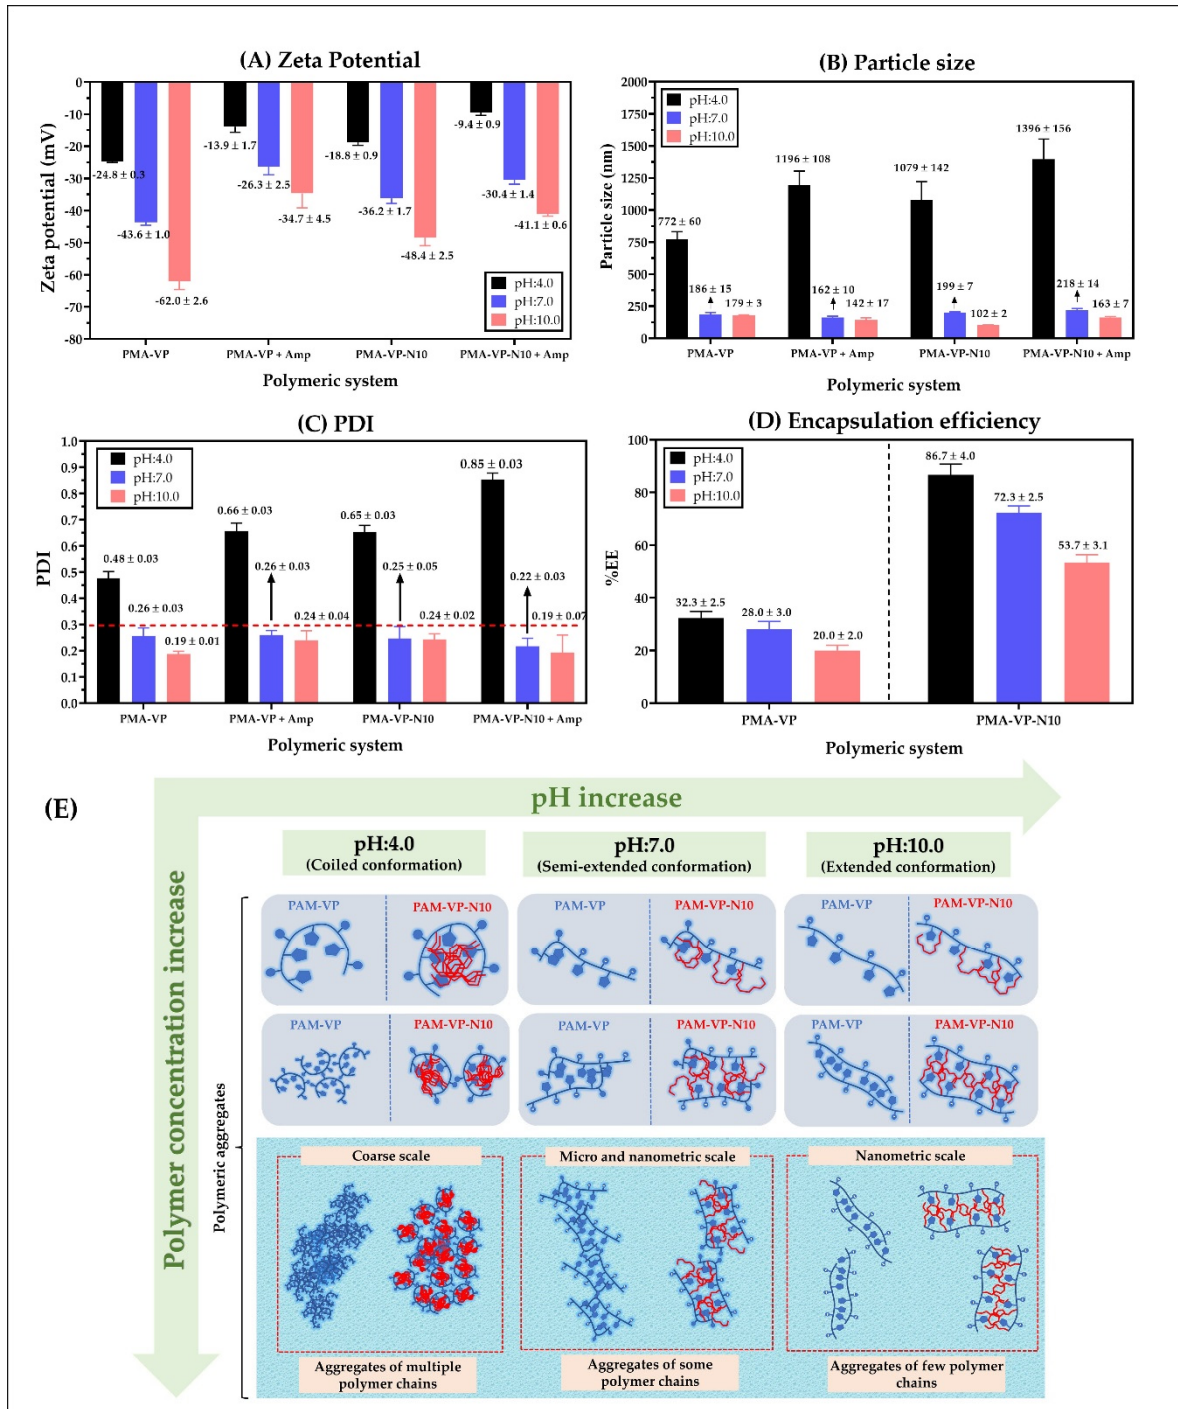 (A) Zeta Potential
Zeta potential (mV)
0
-10
-20
-30
-40
-50
-60
-70
-80
-24.8 ± 0.3
-43.6 ± 1.0
-62.0 ± 2.6
-13.9 ± 1.7
-26.3 ± 2.5
-34.7 ± 4.5
-18.8 ± 0.9
-36.2 ± 1.7
-48.4 ± 2.5
-9.4 ± 0.9
-30.4 ± 1.4
-41.1 ± 0.6
pH:4.0
pH:7.0
pH:10.0
PMA-VP
PMA-VP + Amp
PMA-VP-N10
PMA-VP-N10 + Amp
Polymeric system
(B) Particle size
Particle size (nm)
2000
1750
1500
1250
1000
750
500
250
0
pH:4.0
pH:7.0
pH:10.0
772 ± 60
186 ± 15
179 ± 3
1196 ± 108
162 ± 10
142 ± 17
1079 ± 142
199 ± 7
102 ± 2
1396 ± 156
218 ± 14
163 ± 7
PMA-VP
PMA-VP + Amp
PMA-VP-N10
PMA-VP-N10 + Amp
Polymeric system
(C) PDI
PDI
1.0
0.9
0.8
0.7
0.6
0.5
0.4
0.3
0.2
0.1
0.0
pH:4.0
pH:7.0
pH:10.0
0.48 ± 0.03
0.26 ± 0.03
0.19 ± 0.01
0.66 ± 0.03
0.26 ± 0.03
0.24 ± 0.04
0.65 ± 0.03
0.25 ± 0.05
0.24 ± 0.02
0.85 ± 0.03
0.22 ± 0.03
0.19 ± 0.07
PMA-VP
PMA-VP + Amp
PMA-VP-N10
PMA-VP-N10 + Amp
Polymeric system
(D) Encapsulation efficiency
%EE
100
80
60
40
20
0
pH:4.0
pH:7.0
pH:10.0
32.3 ± 2.5
28.0 ± 3.0
20.0 ± 2.0
86.7 ± 4.0
72.3 ± 2.5
53.7 ± 3.1
PMA-VP
PMA-VP-N10
Polymeric system
(E)
pH increase
Polymer concentration increase
Polymeric aggregates
pH:4.0
(Coiled conformation)
pH:7.0
(Semi-extended conformation)
pH:10.0
(Extended conformation)
PAM-VP
PAM-VP-N10
PAM-VP
PAM-VP-N10
PAM-VP
PAM-VP-N10
PAM-VP
PAM-VP-N10
PAM-VP
PAM-VP-N10
PAM-VP
PAM-VP-N10
Coarse scale
Micro and nanometric scale
Nanometric scale
Aggregates of multiple
polymer chains
Aggregates of some
polymer chains
Aggregates of few polymer
chains